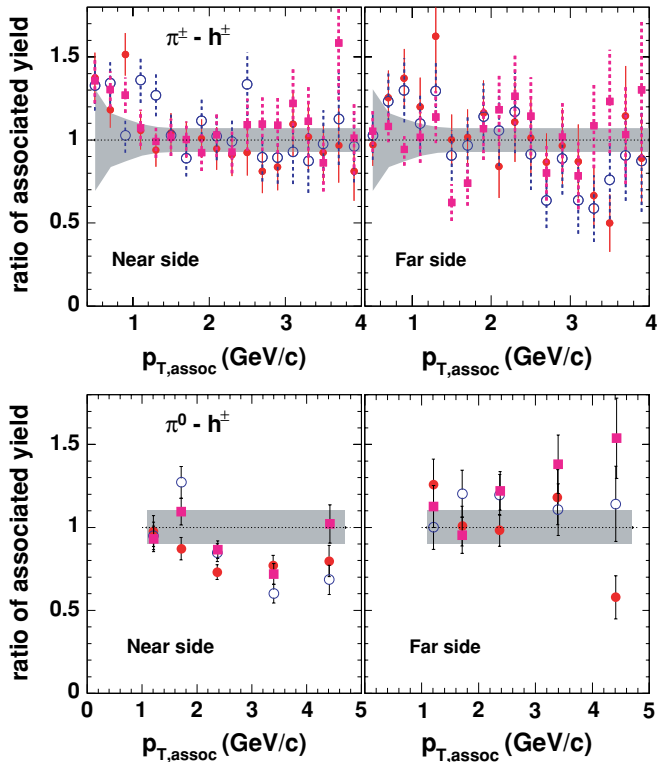 ratio of associated yield
1.5
1
0.5
0
π± - h±
Near side
Far side
1 2 3 4
1 2 3 4
pT,assoc (GeV/c)
pT,assoc (GeV/c)
ratio of associated yield
1.5
1
0.5
0
π0 - h±
Near side
Far side
0 1 2 3 4 5
1 2 3 4 5
pT,assoc (GeV/c)
pT,assoc (GeV/c)